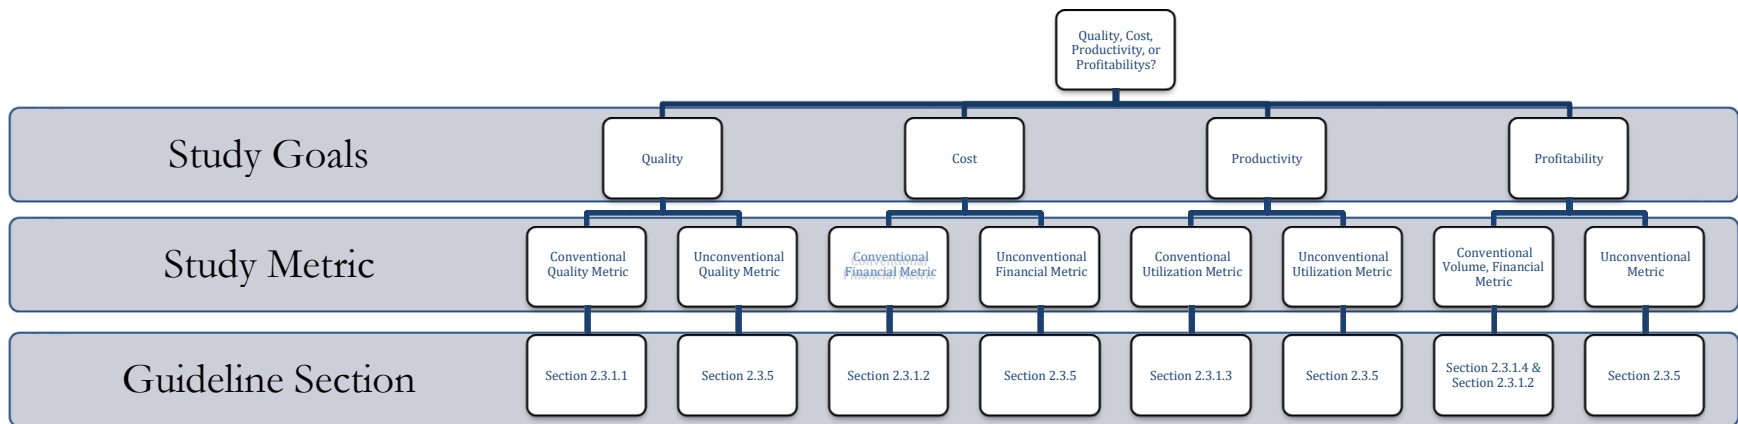 Quality, Cost,
Productivity, or
Profitabilitys?
Study Goals
Quality
Cost
Productivity
Profitability
Study Metric
Conventional
Quality Metric
Unconventional
Quality Metric
Conventional
Financial Metric
Unconventional
Financial Metric
Conventional
Utilization Metric
Unconventional
Utilization Metric
Conventional
Volume, Financial
Metric
Unconventional
Metric
Guideline Section
Section 2.3.1.1
Section 2.3.5
Section 2.3.1.2
Section 2.3.5
Section 2.3.1.3
Section 2.3.5
Section 2.3.1.4 &
Section 2.3.1.2
Section 2.3.5